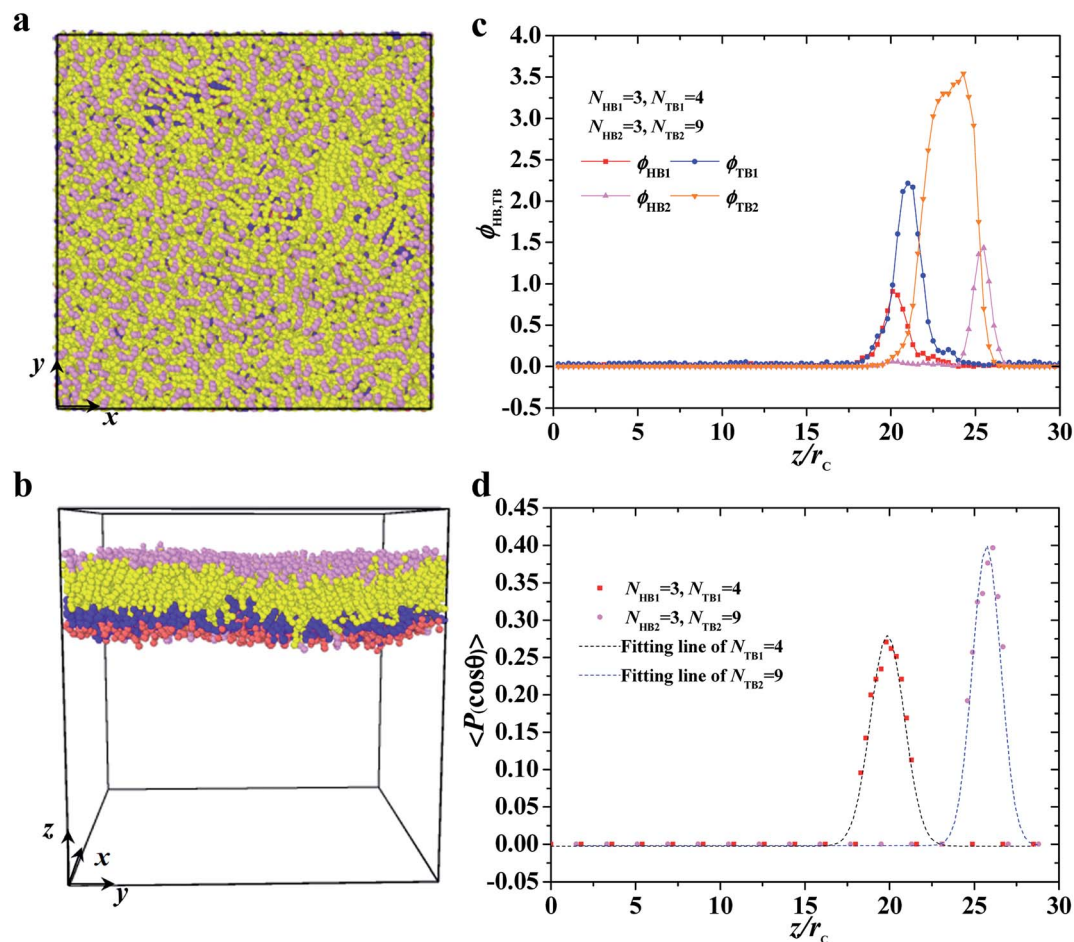 a
y
x
b
z
x
y
c
4.0
3.5
3.0
2.5
2.0
1.5
1.0
0.5
0.0
-0.5
ϕHB,TB
NHB1=3, NTB1=4
NHB2=3, NTB2=9
ϕHB1 ϕTB1
ϕHB2 ϕTB2
0 5 10 15 20 25 30
z/rC
d
0.45
0.40
0.35
0.30
0.25
0.20
0.15
0.10
0.05
0.00
-0.05
<P(cosθ)>
NHB1=3, NTB1=4
NHB2=3, NTB2=9
Fitting line of NTB1=4
Fitting line of NTB2=9
0 5 10 15 20 25 30
z/rC